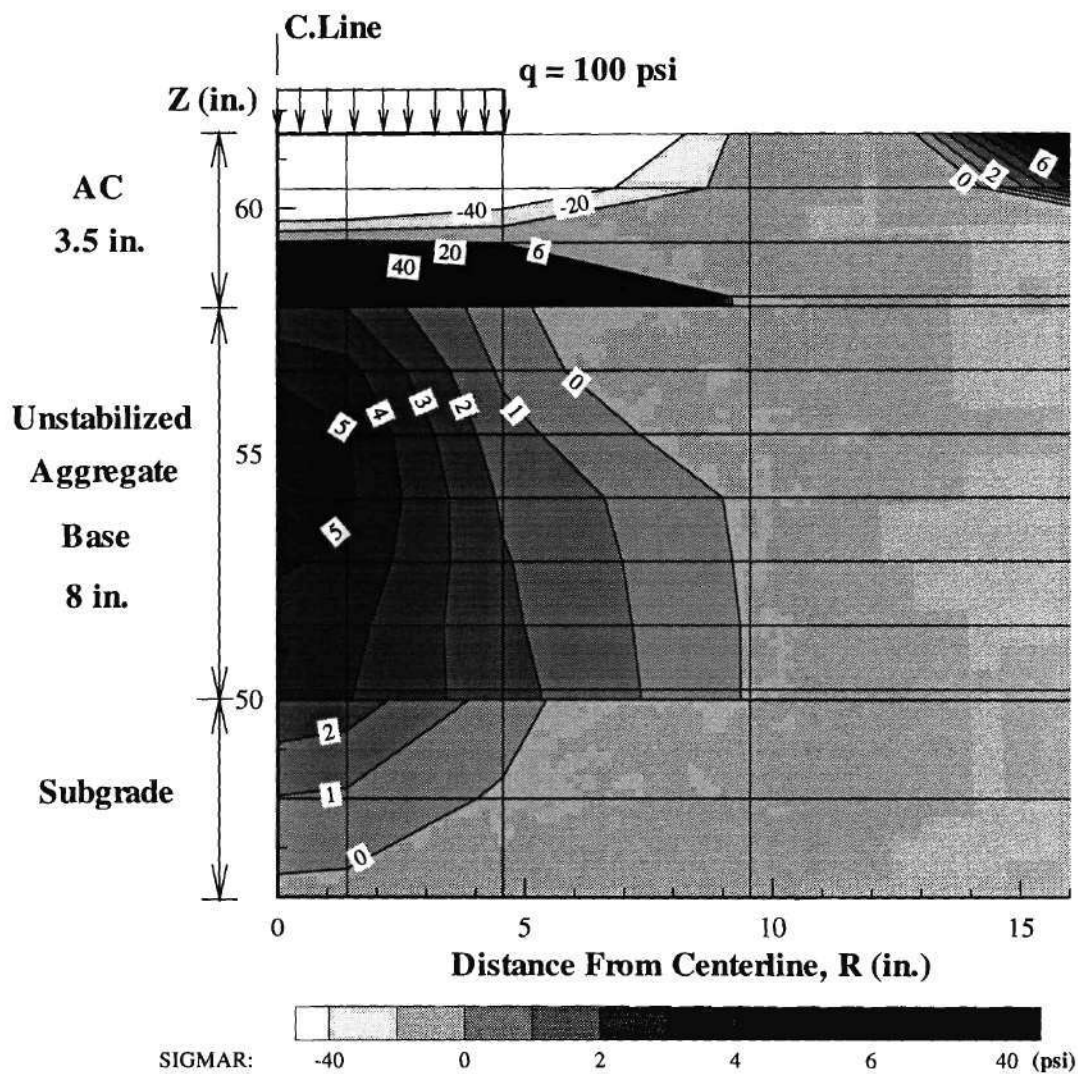 C.Line
q = 100 psi
Z (in.)
AC
3.5 in.
60
-40
-20
0
2
6
40
20
6
Unstabilized
Aggregate
Base
8 in.
55
5
4
3
2
1
0
5
50
Subgrade
2
1
0
0 5 10 15
Distance From Centerline, R (in.)
SIGMAR: -40 0 2 4 6 40 (psi)